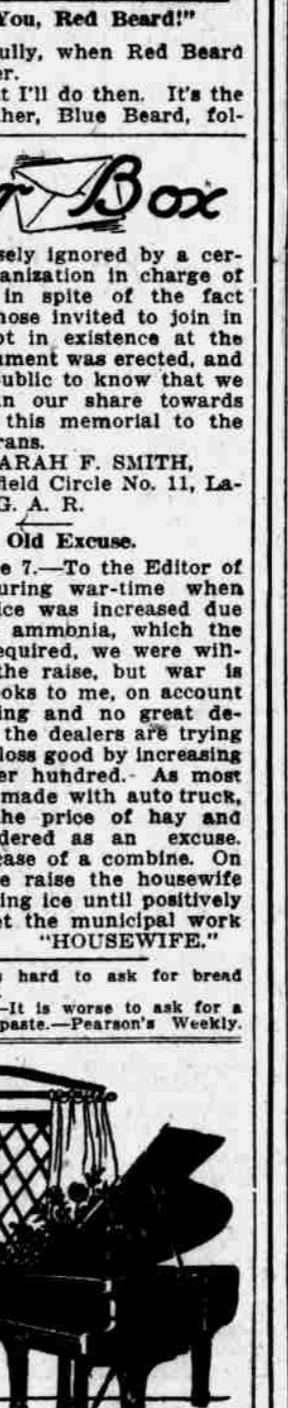 You, Red Beard!"
ully, when Red Beard
er.
t I'll do then. It's the
her, Blue Beard, fol-
r Box
sely ignored by a cer-
anization in charge of
in spite of the fact
hose invited to join in
ot in existence at the
ument was erected, and
public to know that we
in our share towards
this memorial to the
rans.
ARAH F. SMITH,
field Circle No. 11, La-
G. A. R.
Old Excuse.
e 7.—To the Editor of
uring war-time when
ice was increased due
ammonia, which the
equired, we were will-
the raise, but war is
ooks to me, on account
ing and no great de-
the dealers are trying
loss good by increasing
er hundred. As most
made with auto truck,
he price of hay and
dered as an excuse.
case of a combine. On
e raise the housewife
ing ice until positively
et the municipal work
"HOUSEWIFE."
s hard to ask for bread
—It is worse to ask for a
paste.—Pearson's Weekly.